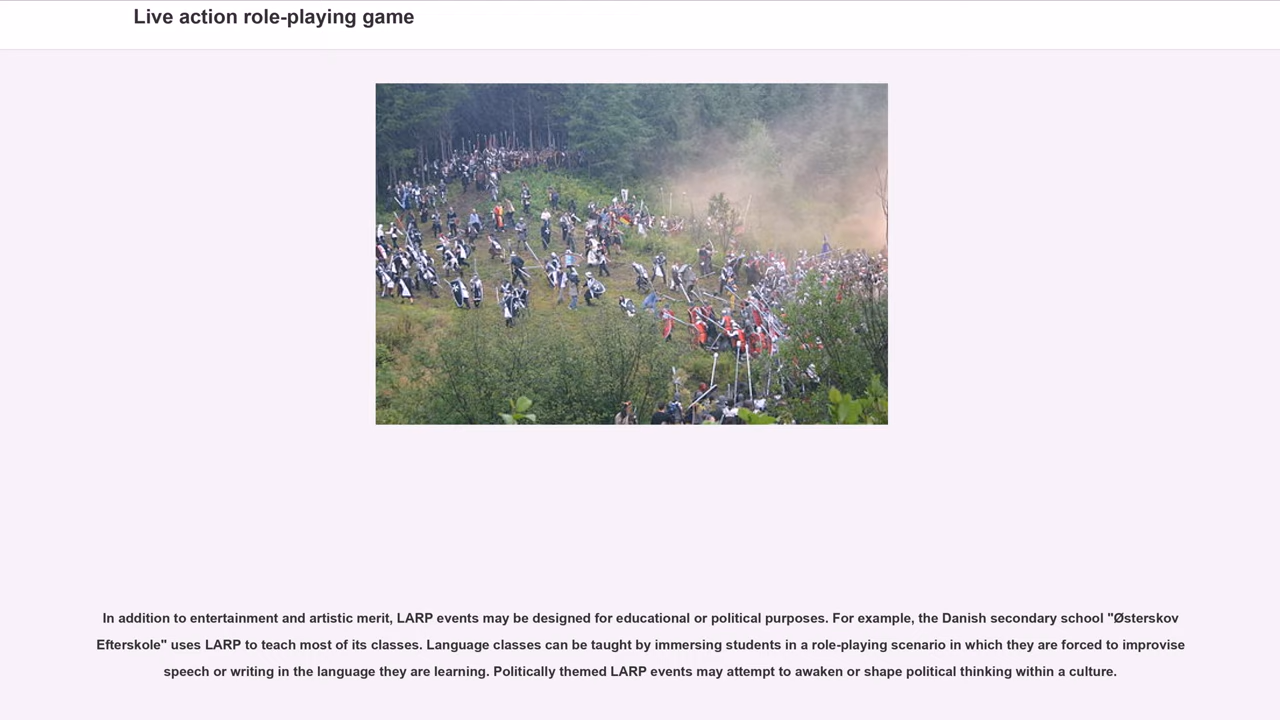 Live action role-playing game
In addition to entertainment and artistic merit, LARP events may be designed for educational or political purposes. For example, the Danish secondary school "Østerskov
Efterskole" uses LARP to teach most of its classes. Language classes can be taught by immersing students in a role-playing scenario in which they are forced to improvise
speech or writing in the language they are learning. Politically themed LARP events may attempt to awaken or shape political thinking within a culture.